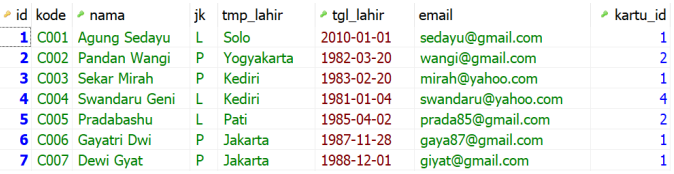 id kode nama jk tmp_lahir tgl_lahir email kartu_id
1 C001 Agung Sedayu L Solo 2010-01-01 sedayu@gmail.com 1
2 C002 Pandan Wangi P Yogyakarta 1982-03-20 wangi@gmail.com 2
3 C003 Sekar Mirah P Kediri 1983-02-20 mirah@yahoo.com 1
4 C004 Swandaru Geni L Kediri 1981-01-04 swandaru@yahoo.com 4
5 C005 Pradabashu L Pati 1985-04-02 prada85@gmail.com 2
6 C006 Gayatri Dwi P Jakarta 1987-11-28 gaya87@gmail.com 1
7 C007 Dewi Gyat P Jakarta 1988-12-01 giyat@gmail.com 1